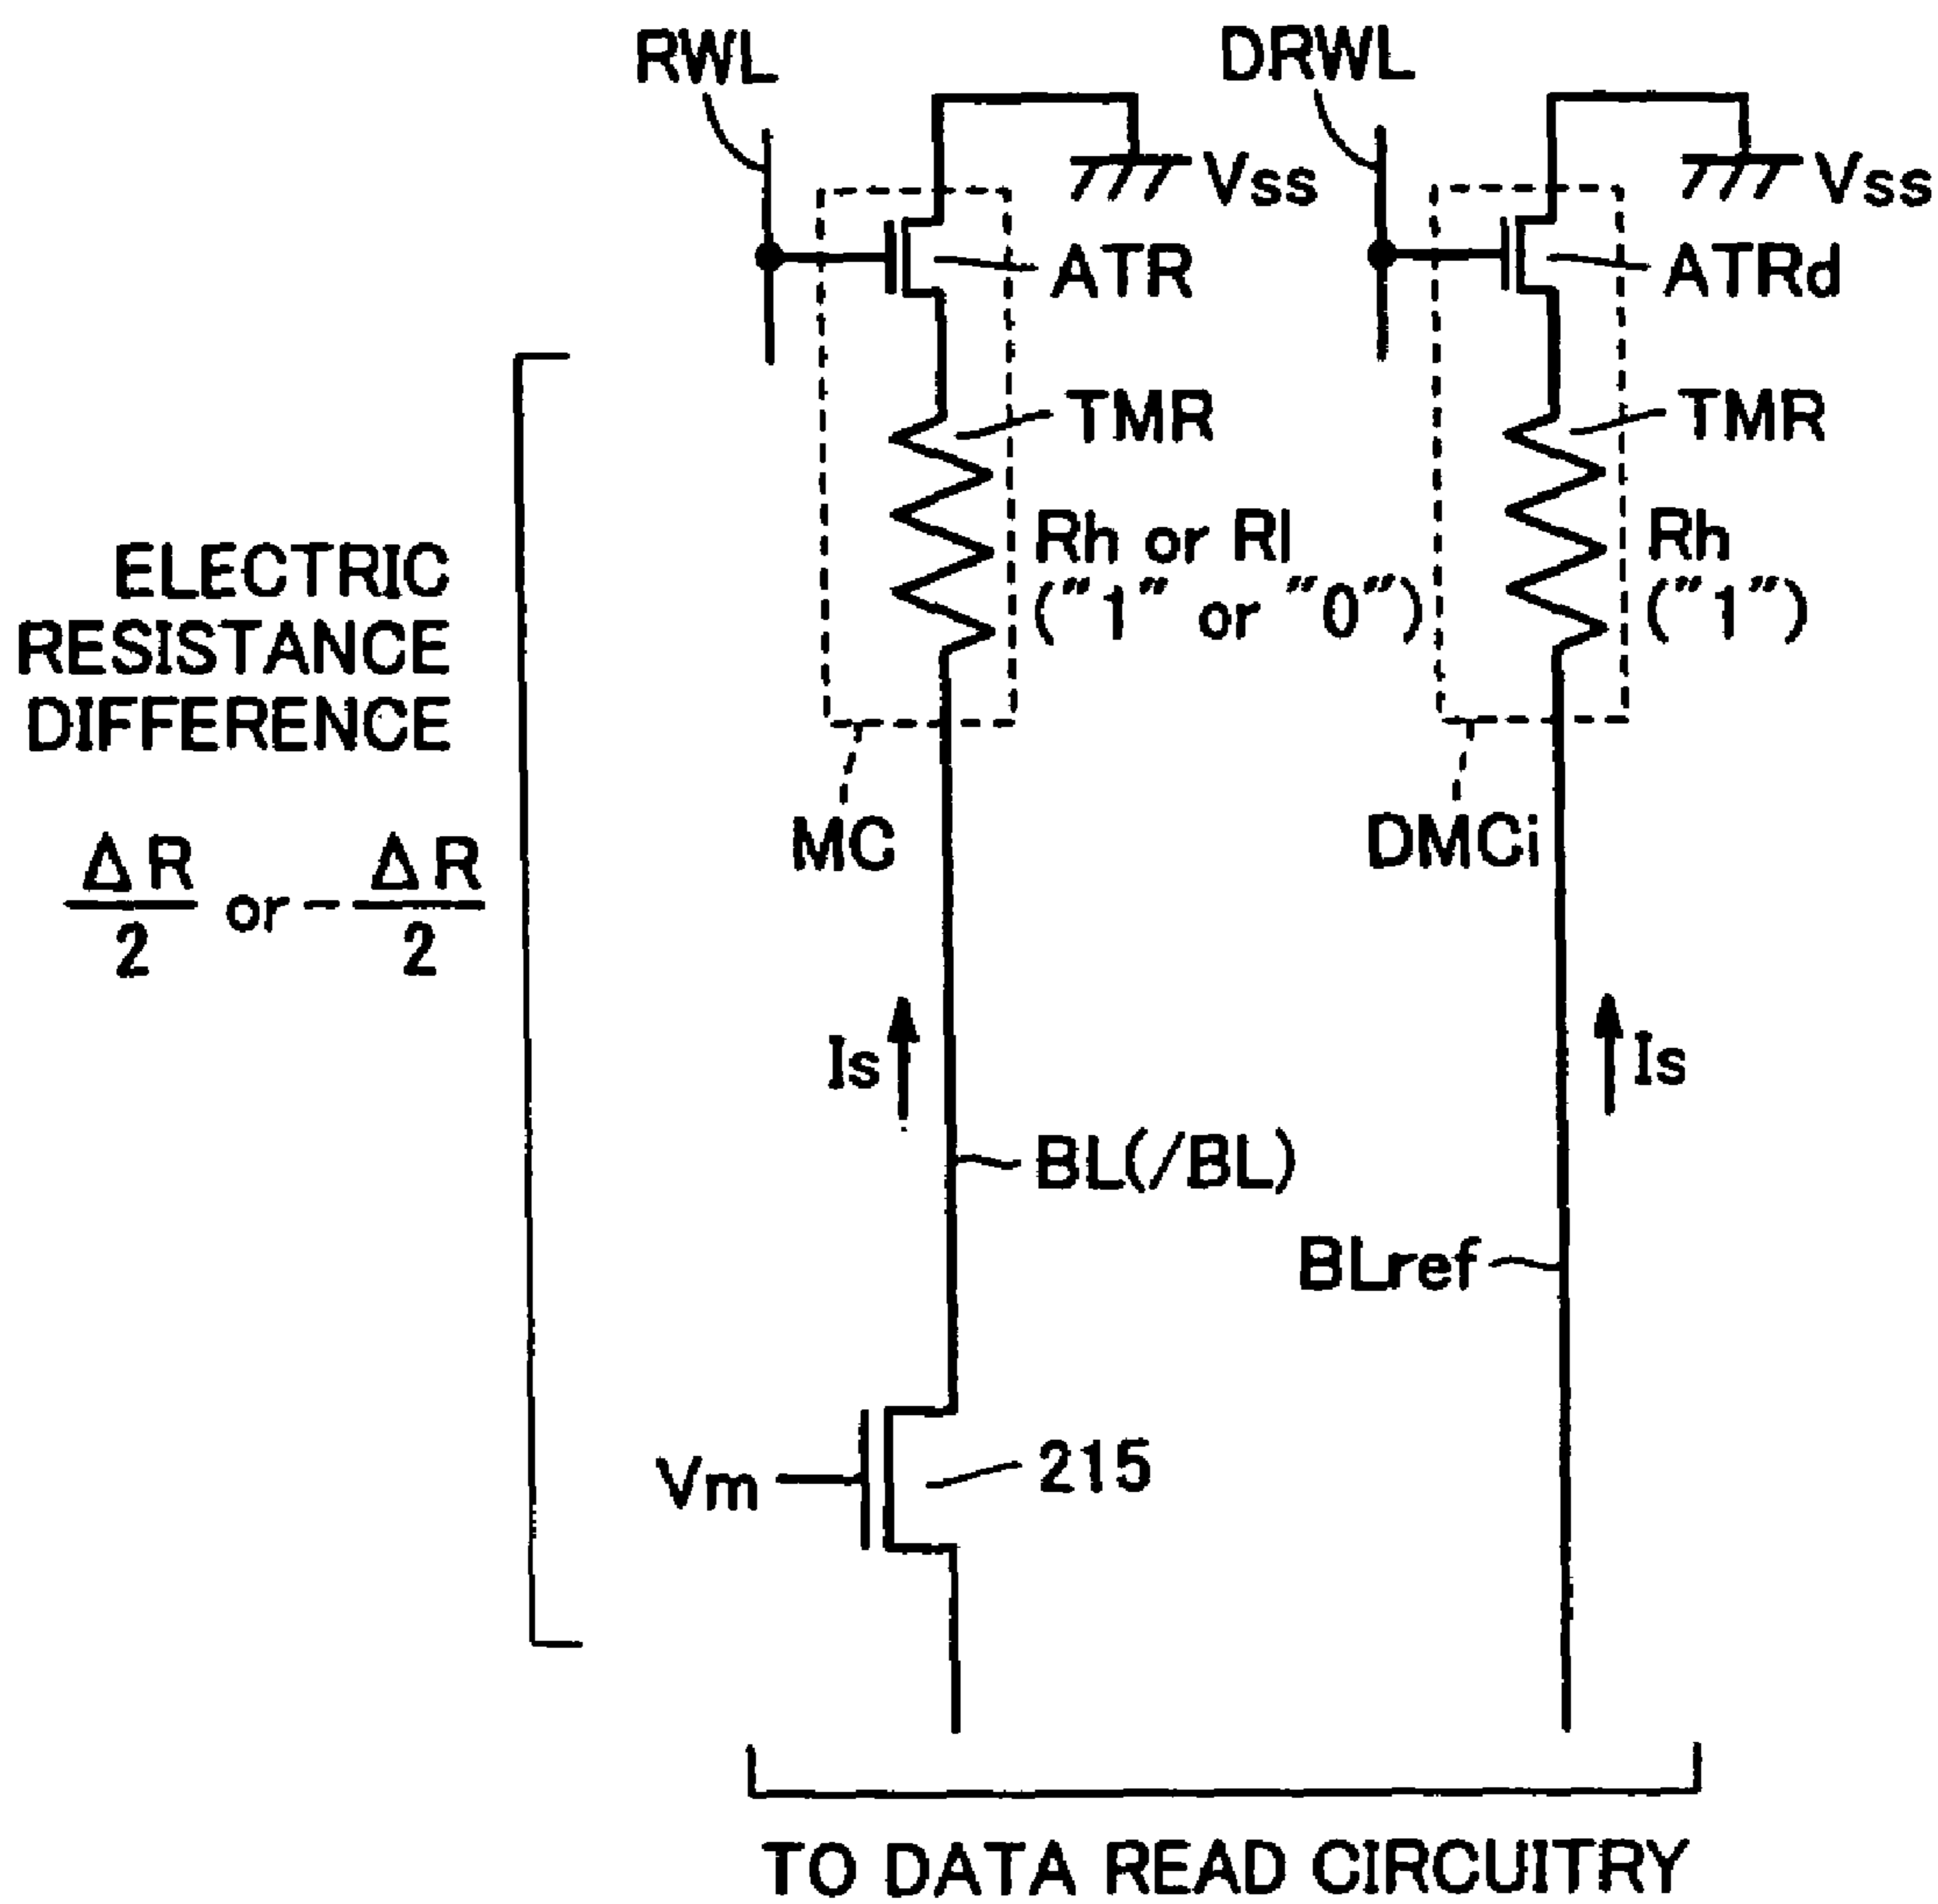 RWL
DRWL
Vss
Vss
ATR
ATRd
TMR
TMR
Rh or Rl
("1" or "0")
Rh
("1")
ELECTRIC
RESISTANCE
DIFFERENCE
ΔR/2 or -ΔR/2
MC
DMCi
Is
Is
BL(/BL)
BLref
Vm
215
TO DATA READ CIRCUITRY